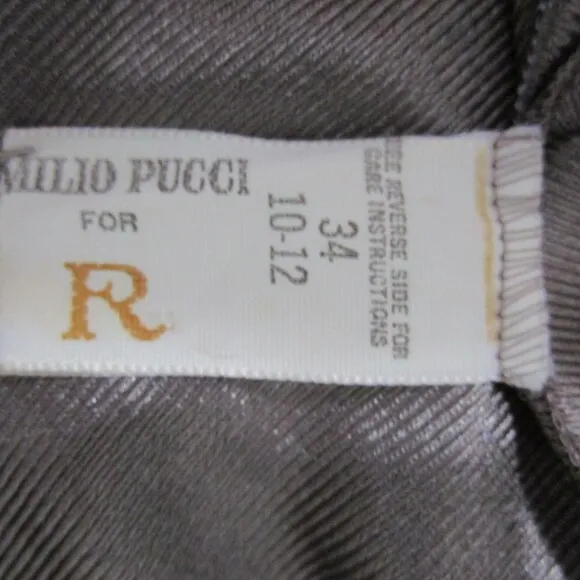 MILIO PUCCI
FOR
R
34
10-12
SEE REVERSE SIDE FOR
CARE INSTRUCTIONS